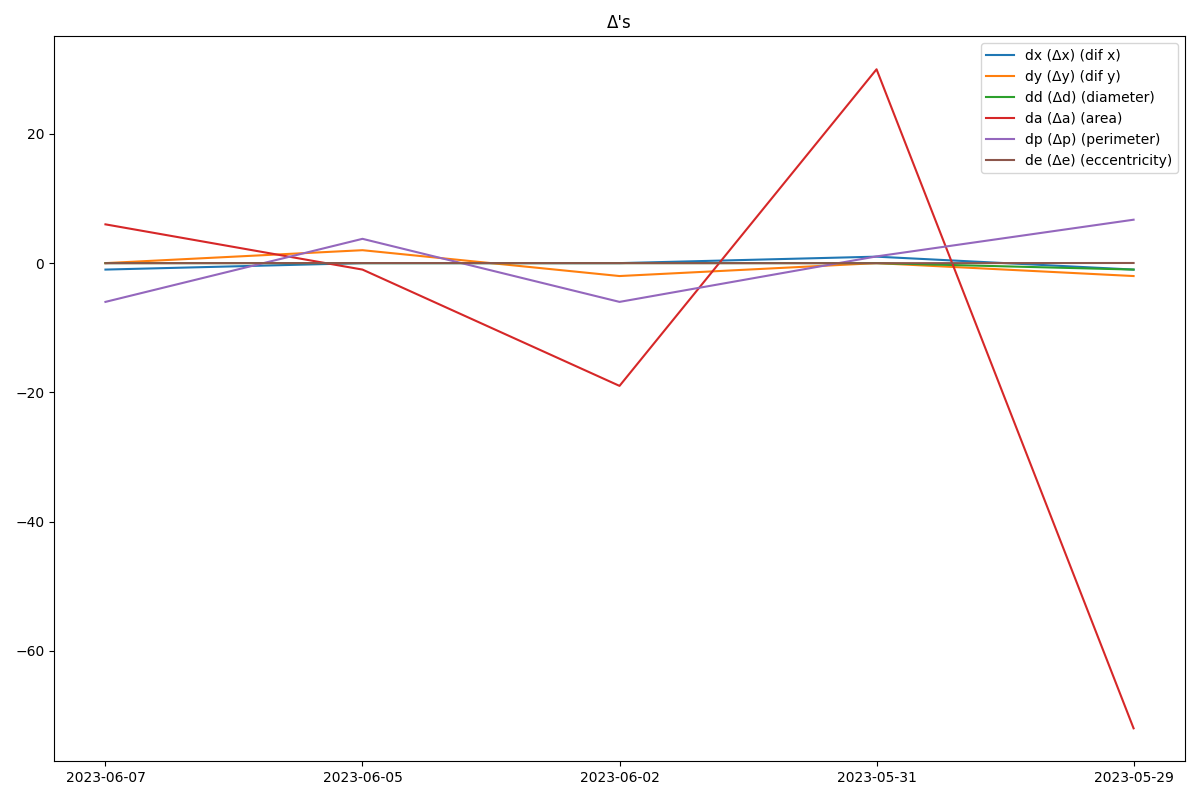 Δ's
dx (Δx) (dif x)
dy (Δy) (dif y)
dd (Δd) (diameter)
da (Δa) (area)
dp (Δp) (perimeter)
de (Δe) (eccentricity)
20
0
−20
−40
−60
2023-06-07 2023-06-05 2023-06-02 2023-05-31 2023-05-29